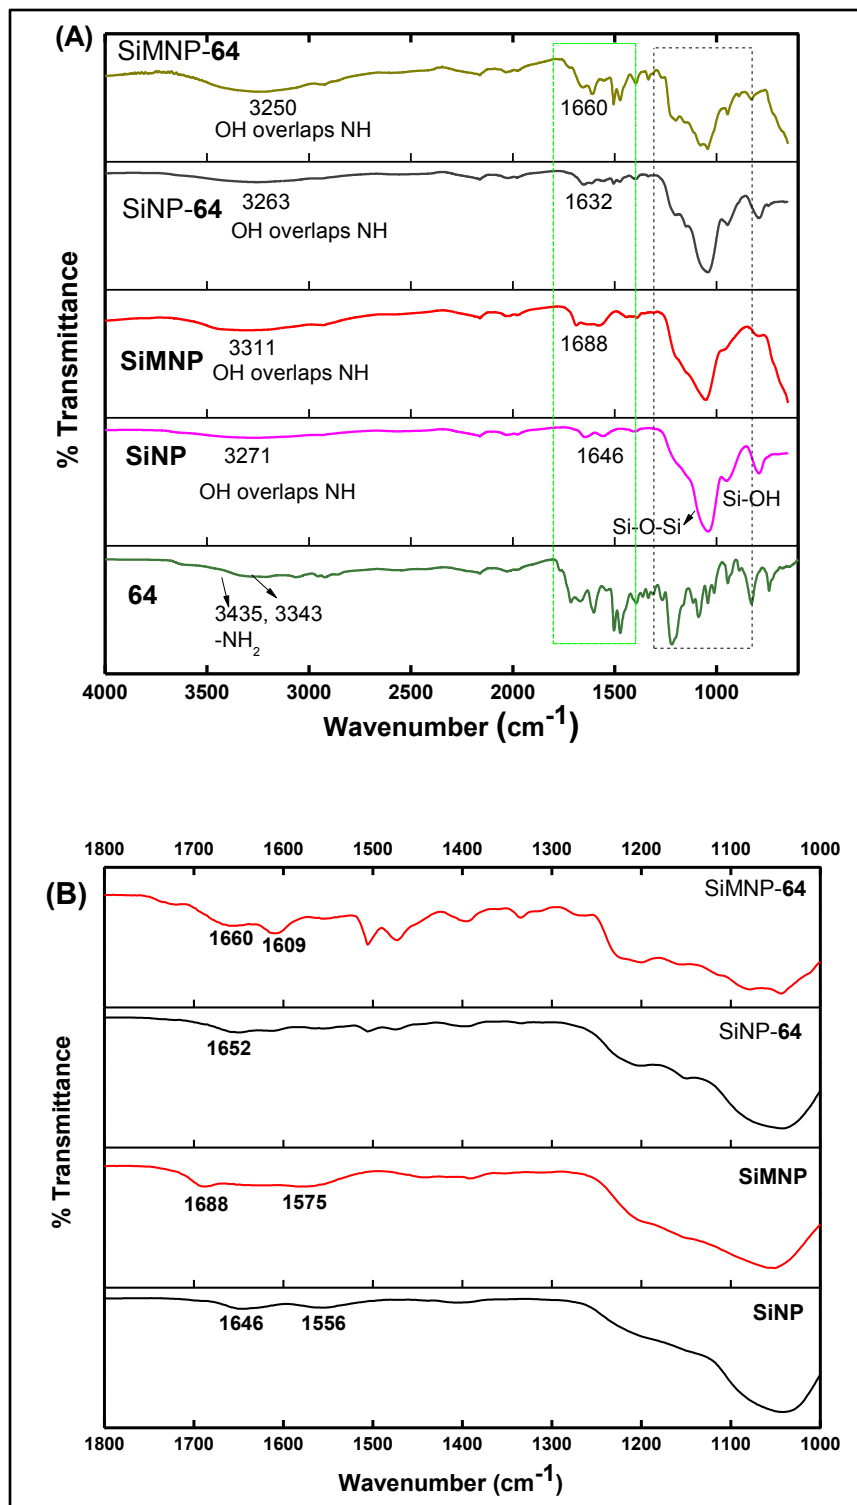 (A)
SiMNP-64
3250
OH overlaps NH
1660
SiNP-64
3263
OH overlaps NH
1632
SiMNP
3311
OH overlaps NH
1688
SiNP
3271
OH overlaps NH
1646
Si-O-Si
Si-OH
64
3435, 3343
-NH2
% Transmittance
4000 3500 3000 2500 2000 1500 1000
Wavenumber (cm-1)
(B)
1800 1700 1600 1500 1400 1300 1200 1100 1000
SiMNP-64
1660
1609
SiNP-64
1652
SiMNP
1688
1575
SiNP
1646
1556
% Transmittance
1800 1700 1600 1500 1400 1300 1200 1100 1000
Wavenumber (cm-1)